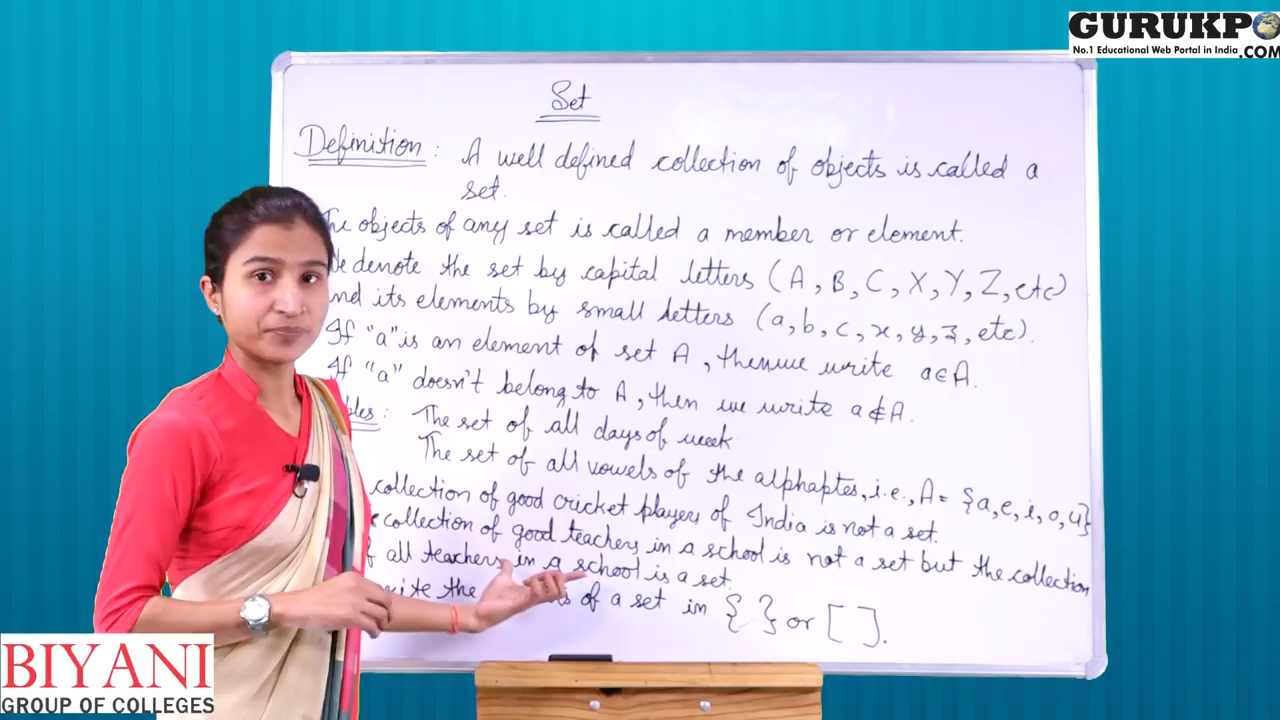 GURUKPO
No.1 Educational Web Portal in India .COM
Set
Definition : A well defined collection of objects is called a
set.
The objects of any set is called a member or element.
We denote the set by capital letters (A, B, C, X, Y, Z, etc)
and its elements by small letters (a, b, c, x, y, z, etc).
If "a" is an element of set A, then we write a∈A.
If "a" doesn't belong to A, then we write a∉A.
bles : The set of all days of week
The set of all vowels of the alphaptes, i.e., A = {a, e, i, o, u}
collection of good cricket players of India is not a set.
collection of good teachers in a school is not a set but the collection
all teachers in a school is a set.
the of a set in { } or [ ].
BIYANI
GROUP OF COLLEGES